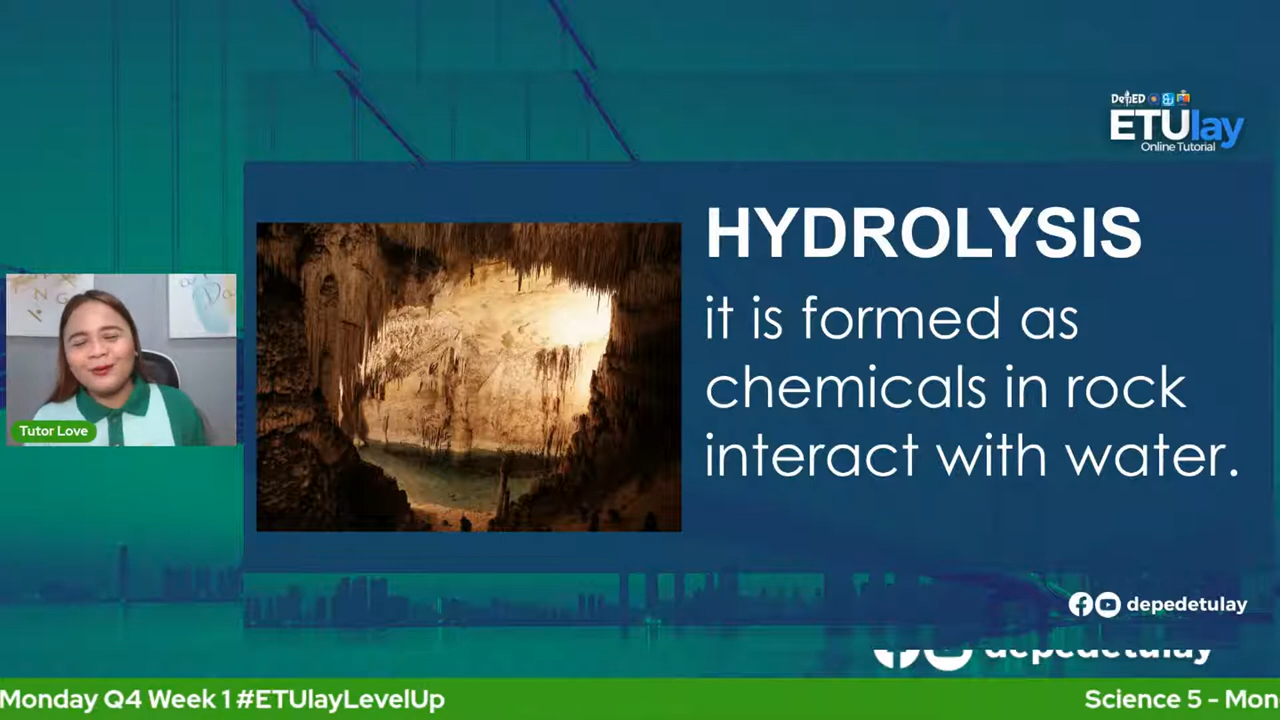 DepED
ETUlay
Online Tutorial
HYDROLYSIS
it is formed as
chemicals in rock
interact with water.
Tutor Love
depedetulay
depedetulay
Monday Q4 Week 1 #ETUlayLevelUp
Science 5 - Mon